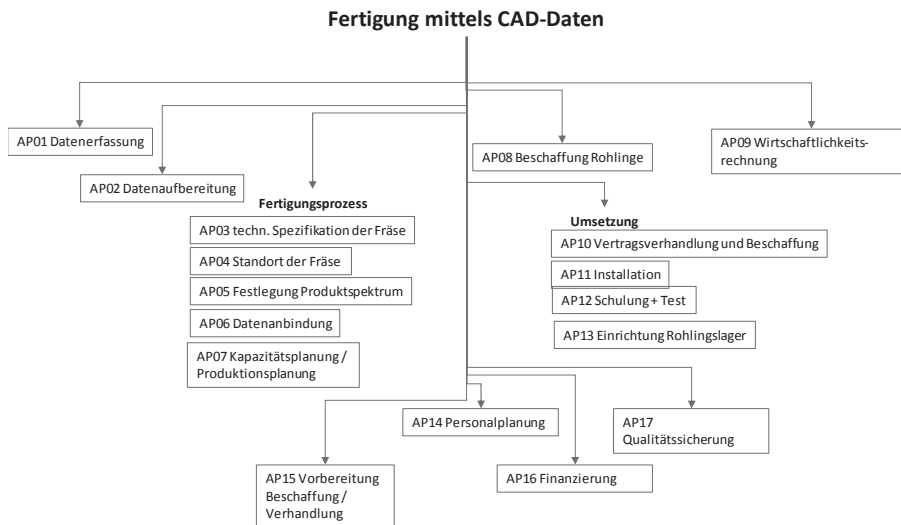 Fertigung mittels CAD-Daten
AP01 Datenerfassung
AP02 Datenaufbereitung
Fertigungsprozess
AP03 techn. Spezifikation der Fräse
AP04 Standort der Fräse
AP05 Festlegung Produktspektrum
AP06 Datenanbindung
AP07 Kapazitätsplanung /
Produktionsplanung
AP08 Beschaffung Rohlinge
AP09 Wirtschaftlichkeits-
rechnung
Umsetzung
AP10 Vertragsverhandlung und Beschaffung
AP11 Installation
AP12 Schulung + Test
AP13 Einrichtung Rohlingslager
AP14 Personalplanung
AP15 Vorbereitung
Beschaffung /
Verhandlung
AP16 Finanzierung
AP17
Qualitätssicherung